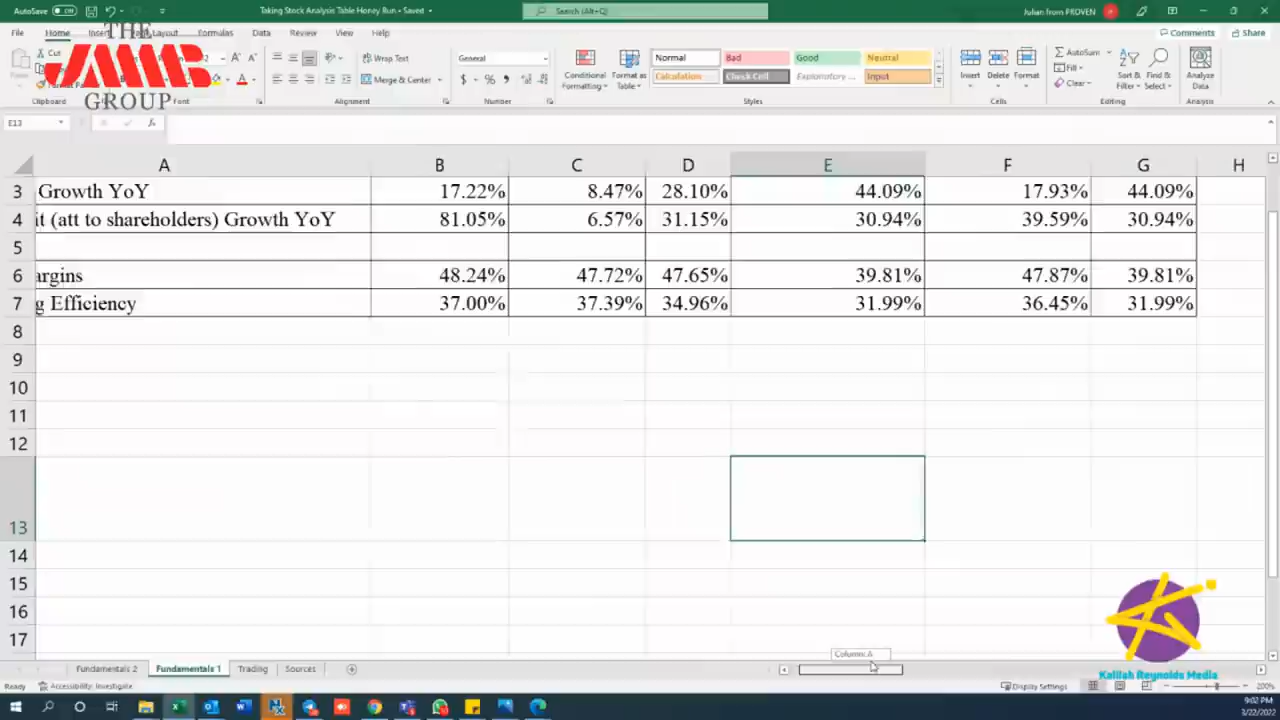 AutoSave Off
Taking Stock Analysis Table Honey Run • Saved
Search (Alt+Q)
Julian from PROVEN
File Home Insert Layout Formulas Data Review View Help
Comments Share
THE
JMMB
GROUP
Cut
Clipboard
Font
Wrap Text
Merge & Center
Alignment
General
Number
Conditional Formatting
Format as Table
Normal Bad Good Neutral
Calculation Check Cell Explanatory ... Input
Styles
Insert Delete Format
Cells
AutoSum
Fill
Clear
Sort & Filter
Find & Select
Editing
Analyze Data
Analysis
E13
fx
A B C D E F G H
3 Growth YoY 17.22% 8.47% 28.10% 44.09% 17.93% 44.09%
4 it (att to shareholders) Growth YoY 81.05% 6.57% 31.15% 30.94% 39.59% 30.94%
5
6 argins 48.24% 47.72% 47.65% 39.81% 47.87% 39.81%
7 g Efficiency 37.00% 37.39% 34.96% 31.99% 36.45% 31.99%
8
9
10
11
12
13
14
15
16
17
Column: A
Fundamentals 2 Fundamentals 1 Trading Sources
Kalilah Reynolds Media
Ready Accessibility: Investigate
Display Settings
200%
9:02 PM
3/22/2022